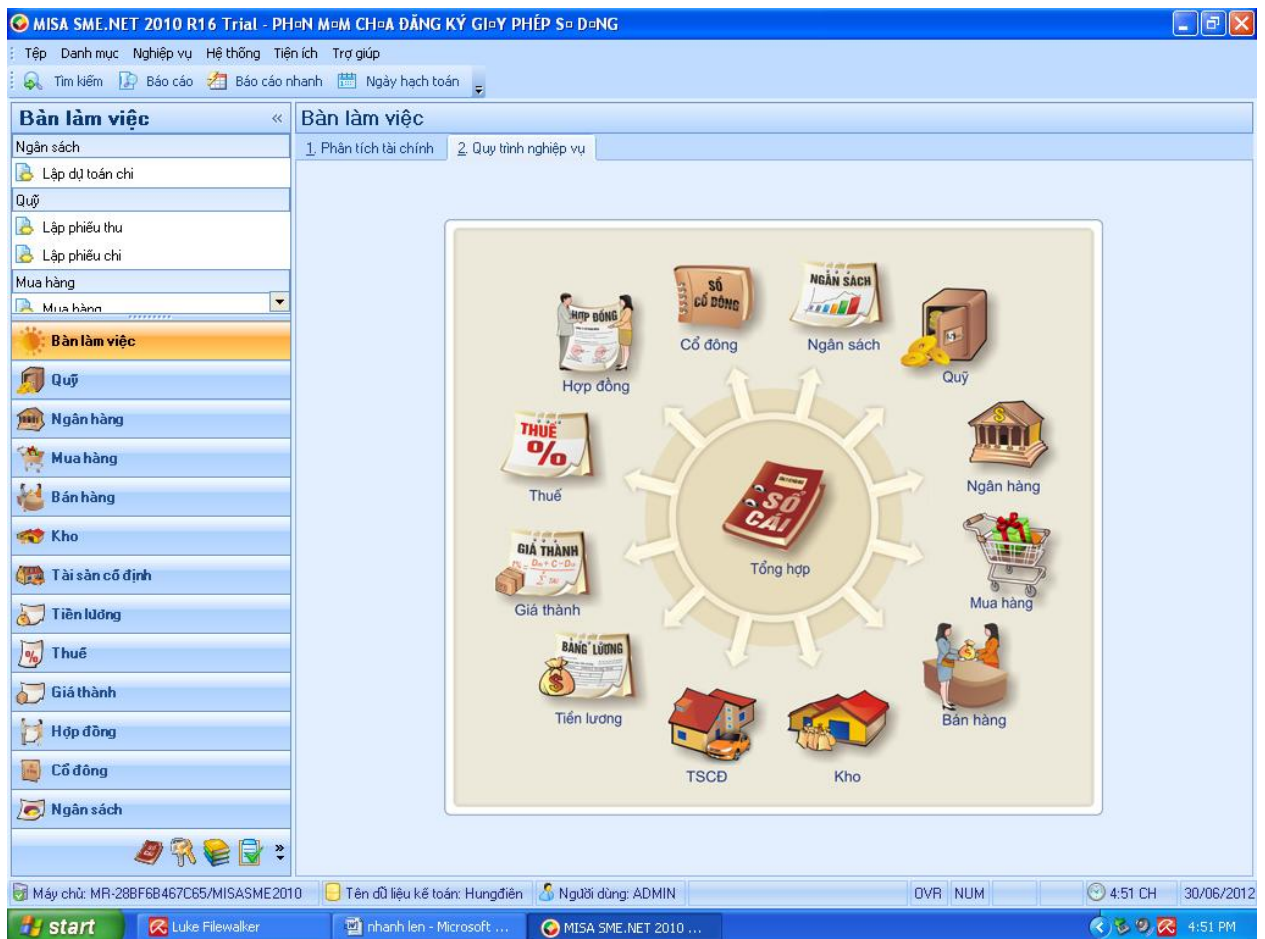 MISA SME.NET 2010 R16 Trial - PH¤N M¤M CH¤A ĐĂNG KÝ GI¤Y PHÉP S¤ D¤NG
Tệp Danh mục Nghiệp vụ Hệ thống Tiện ích Trợ giúp
Tìm kiếm Báo cáo Báo cáo nhanh Ngày hạch toán
Bàn làm việc «
Ngân sách
Lập dự toán chi
Quỹ
Lập phiếu thu
Lập phiếu chi
Mua hàng
Mua hàng
Bàn làm việc
Quỹ
Ngân hàng
Mua hàng
Bán hàng
Kho
Tài sản cố định
Tiền lương
Thuế
Giá thành
Hợp đồng
Cổ đông
Ngân sách
Bàn làm việc
1. Phân tích tài chính 2. Quy trình nghiệp vụ
HỢP ĐỒNG
Hợp đồng
SỔ
CỔ ĐÔNG
Cổ đông
NGÂN SÁCH
Ngân sách
Quỹ
THUẾ
%
Thuế
Ngân hàng
SỔ
CÁI
Tổng hợp
GIÁ THÀNH
Giá thành
Mua hàng
BẢNG LƯƠNG
Tiền lương
Bán hàng
TSCĐ
Kho
Máy chủ: MR-28BF6B467C65/MISASME2010 Tên dữ liệu kế toán: Hungđiên Người dùng: ADMIN OVR NUM 4:51 CH 30/06/2012
start Luke Filewalker nhanh len - Microsoft ... MISA SME.NET 2010 ... 4:51 PM